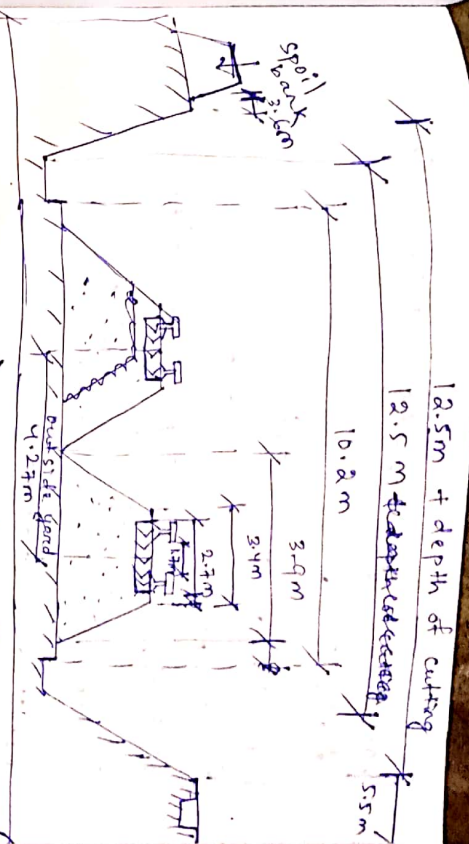 spoil
bank
3.6m
12.5m + depth of cutting
12.5 m
10.2 m
3.9m
3.4m
2.7m
1.7m
5.5m
outside yard
4.27m